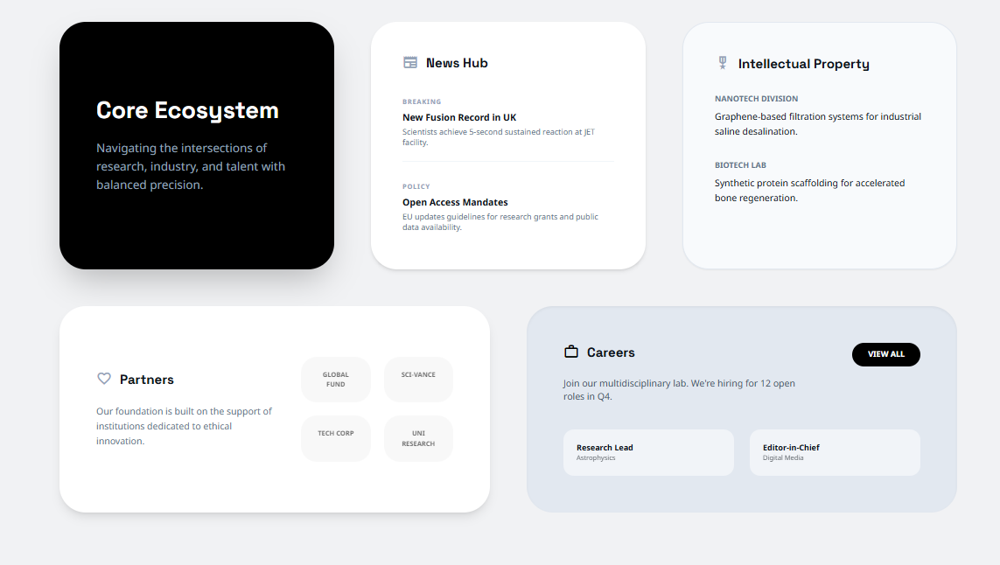 Core Ecosystem
Navigating the intersections of
research, industry, and talent with
balanced precision.
News Hub
BREAKING
New Fusion Record in UK
Scientists achieve 5-second sustained reaction at JET
facility.
POLICY
Open Access Mandates
EU updates guidelines for research grants and public
data availability.
Intellectual Property
NANOTECH DIVISION
Graphene-based filtration systems for industrial
saline desalination.
BIOTECH LAB
Synthetic protein scaffolding for accelerated
bone regeneration.
Partners
Our foundation is built on the support of
institutions dedicated to ethical
innovation.
GLOBAL
FUND
SCI-VANCE
TECH CORP
UNI
RESEARCH
Careers
VIEW ALL
Join our multidisciplinary lab. We're hiring for 12 open
roles in Q4.
Research Lead
Astrophysics
Editor-in-Chief
Digital Media